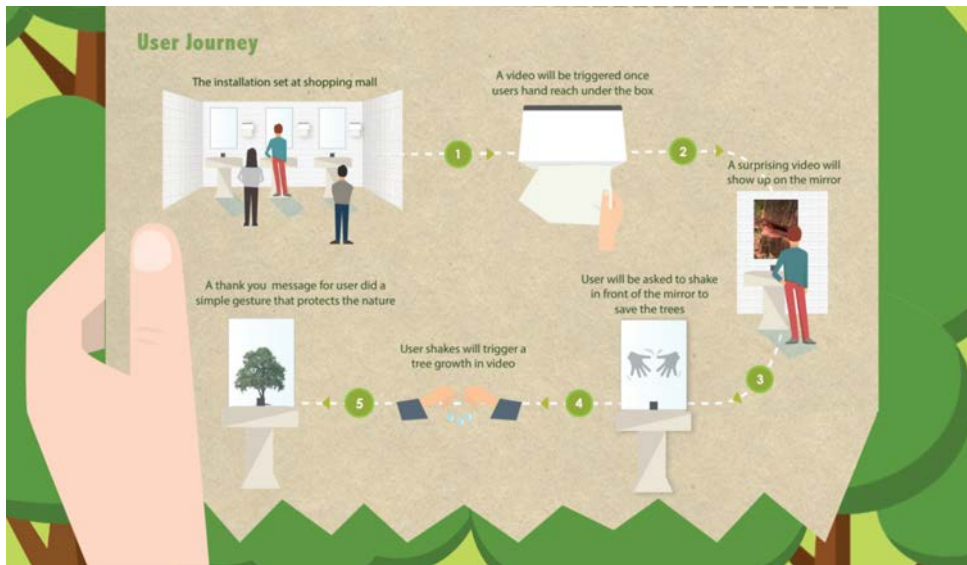 User Journey
The installation set at shopping mall
1
A video will be triggered once
users hand reach under the box
2
A surprising video will
show up on the mirror
3
User will be asked to shake
in front of the mirror to
save the trees
4
User shakes will trigger a
tree growth in video
5
A thank you message for user did a
simple gesture that protects the nature